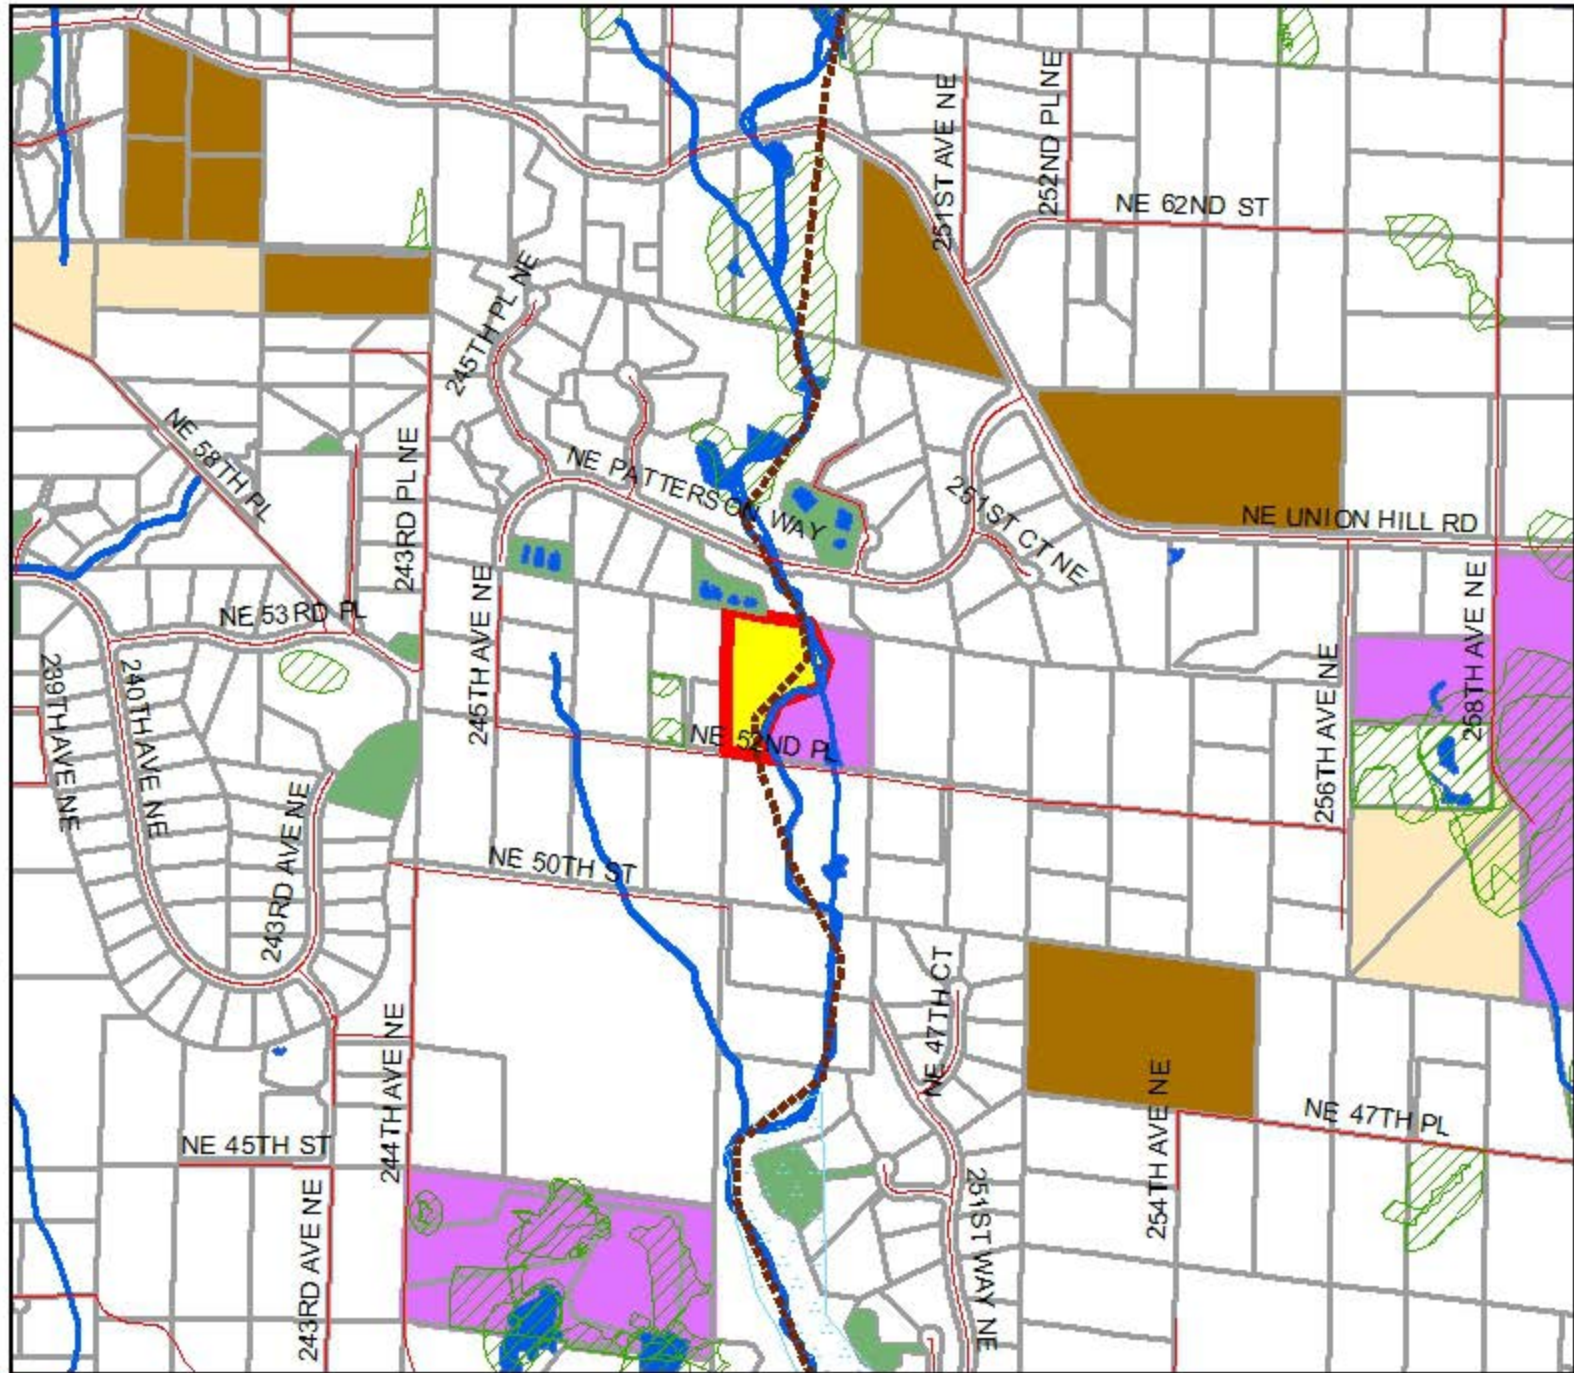 251ST AVE NE
252ND PL NE
NE 62ND ST
245TH PL NE
NE 58TH PL
243RD PL NE
NE PATTERSON WAY
251ST CT NE
NE UNION HILL RD
NE 53RD PL
245TH AVE NE
239TH AVE NE
240TH AVE NE
NE 52ND PL
256TH AVE NE
258TH AVE NE
243RD AVE NE
NE 50TH ST
NE 47TH CT
244TH AVE NE
NE 45TH ST
254TH AVE NE
NE 47TH PL
243RD AVE NE
251ST WAY NE